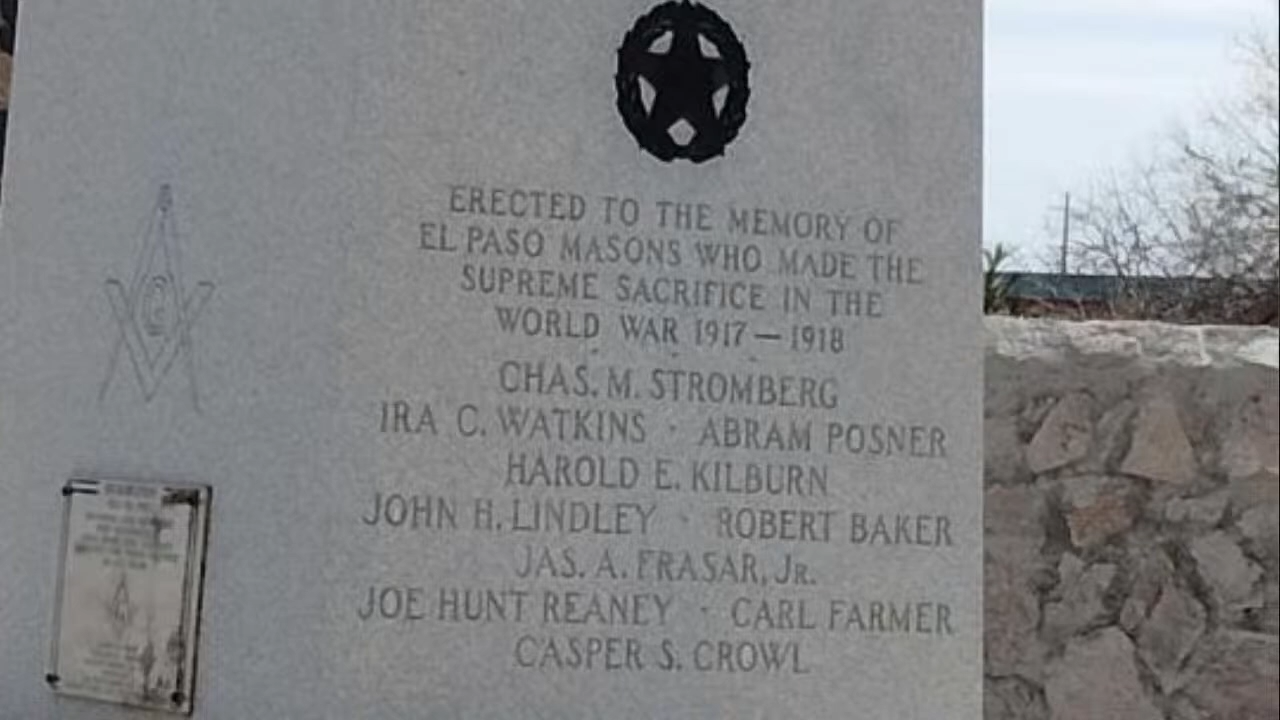 ERECTED TO THE MEMORY OF
EL PASO MASONS WHO MADE THE
SUPREME SACRIFICE IN THE
WORLD WAR 1917 — 1918
CHAS. M. STROMBERG
IRA C. WATKINS · ABRAM POSNER
HAROLD E. KILBURN
JOHN H. LINDLEY · ROBERT BAKER
JAS. A. FRASAR, JR.
JOE HUNT REANEY · CARL FARMER
CASPER S. CROWL
G